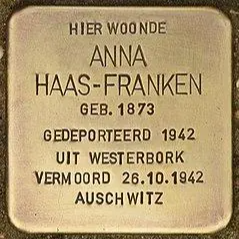 HIER WOONDE
ANNA
HAAS-FRANKEN
GEB. 1873
GEDEPORTEERD 1942
UIT WESTERBORK
VERMOORD 26.10.1942
AUSCHWITZ